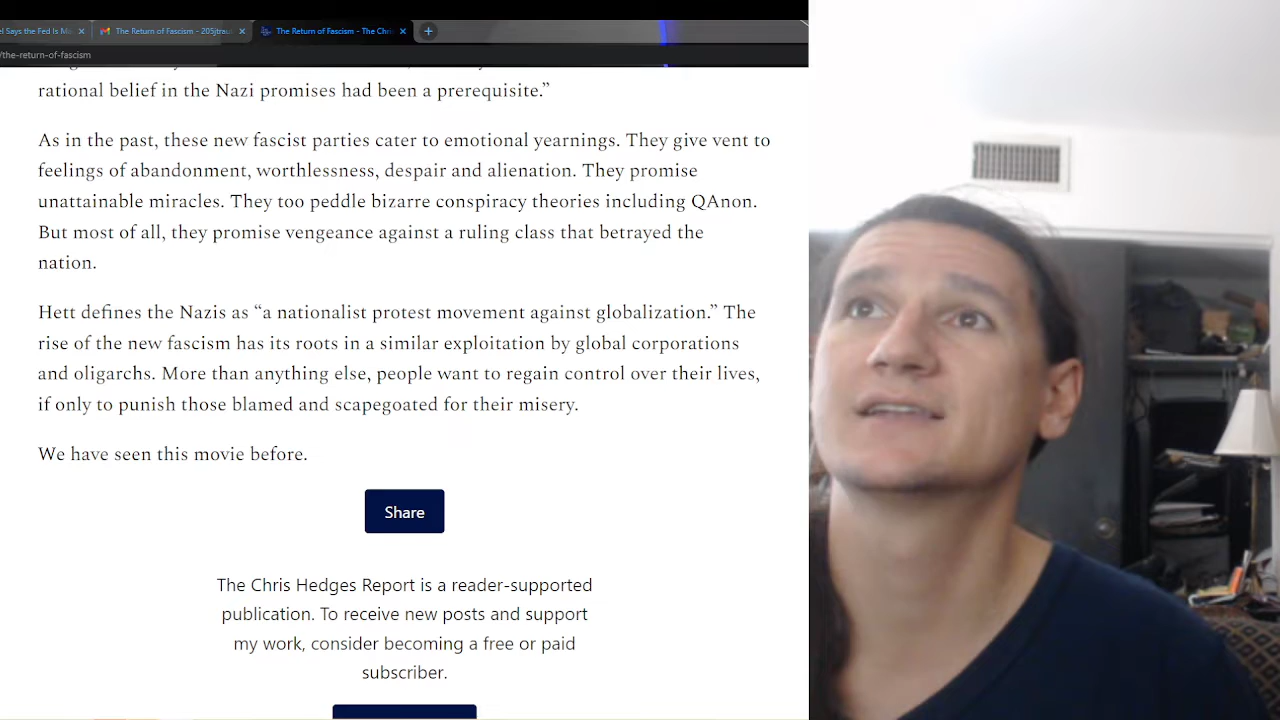 el Says the Fed Is Ma
The Return of Fascism - 205jtraut
The Return of Fascism - The Chri
/the-return-of-fascism
rational belief in the Nazi promises had been a prerequisite.”
As in the past, these new fascist parties cater to emotional yearnings. They give vent to
feelings of abandonment, worthlessness, despair and alienation. They promise
unattainable miracles. They too peddle bizarre conspiracy theories including QAnon.
But most of all, they promise vengeance against a ruling class that betrayed the
nation.
Hett defines the Nazis as “a nationalist protest movement against globalization.” The
rise of the new fascism has its roots in a similar exploitation by global corporations
and oligarchs. More than anything else, people want to regain control over their lives,
if only to punish those blamed and scapegoated for their misery.
We have seen this movie before.
Share
The Chris Hedges Report is a reader-supported
publication. To receive new posts and support
my work, consider becoming a free or paid
subscriber.